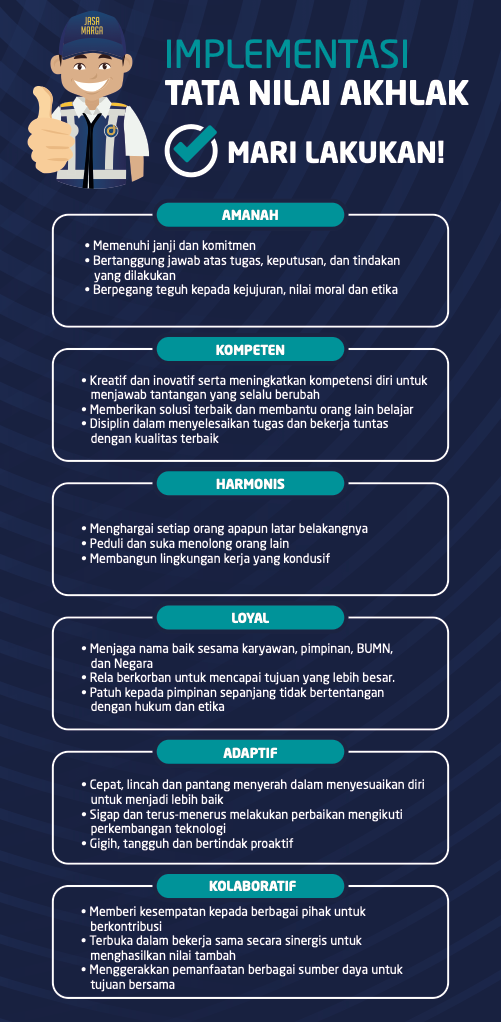 JASA
MARGA
IMPLEMENTASI
TATA NILAI AKHLAK
MARI LAKUKAN!
AMANAH
• Memenuhi janji dan komitmen
• Bertanggung jawab atas tugas, keputusan, dan tindakan
yang dilakukan
• Berpegang teguh kepada kejujuran, nilai moral dan etika
KOMPETEN
• Kreatif dan inovatif serta meningkatkan kompetensi diri untuk
menjawab tantangan yang selalu berubah
• Memberikan solusi terbaik dan membantu orang lain belajar
• Disiplin dalam menyelesaikan tugas dan bekerja tuntas
dengan kualitas terbaik
HARMONIS
• Menghargai setiap orang apapun latar belakangnya
• Peduli dan suka menolong orang lain
• Membangun lingkungan kerja yang kondusif
LOYAL
• Menjaga nama baik sesama karyawan, pimpinan, BUMN,
dan Negara
• Rela berkorban untuk mencapai tujuan yang lebih besar.
• Patuh kepada pimpinan sepanjang tidak bertentangan
dengan hukum dan etika
ADAPTIF
• Cepat, lincah dan pantang menyerah dalam menyesuaikan diri
untuk menjadi lebih baik
• Sigap dan terus-menerus melakukan perbaikan mengikuti
perkembangan teknologi
• Gigih, tangguh dan bertindak proaktif
KOLABORATIF
• Memberi kesempatan kepada berbagai pihak untuk
berkontribusi
• Terbuka dalam bekerja sama secara sinergis untuk
menghasilkan nilai tambah
• Menggerakkan pemanfaatan berbagai sumber daya untuk
tujuan bersama